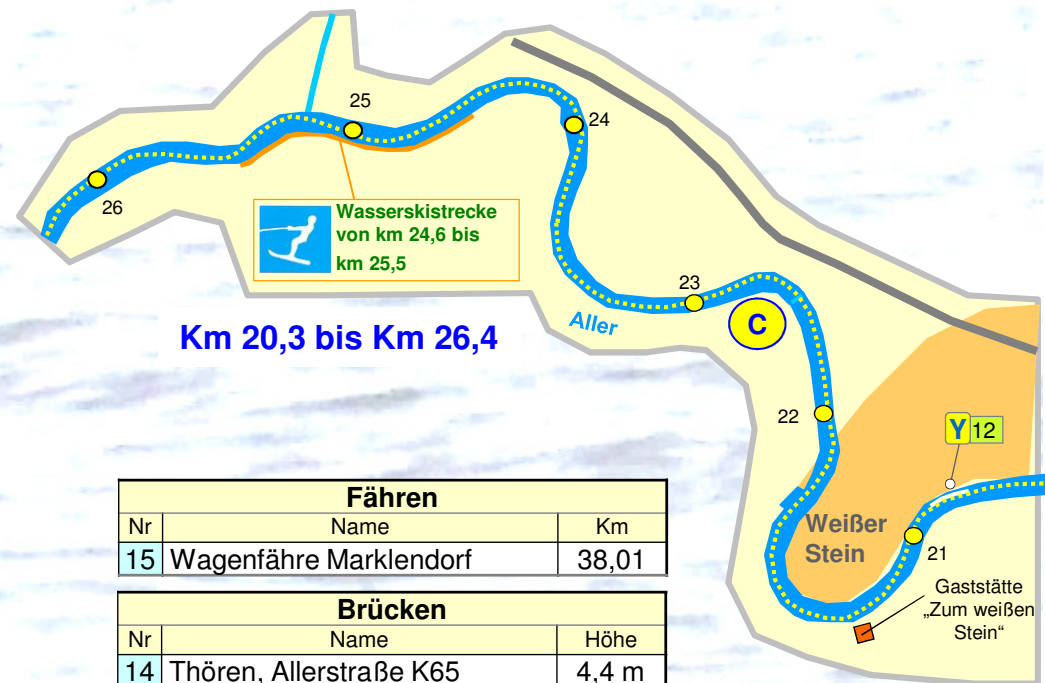 25
24
26
Wasserskistrecke
von km 24,6 bis
km 25,5
23
Aller
C
Km 20,3 bis Km 26,4
22
Y 12
Weißer
Stein
21
Gaststätte
„Zum weißen
Stein“
Fähren
Nr Name Km
15 Wagenfähre Marklendorf 38,01
Brücken
Nr Name Höhe
14 Thören, Allerstraße K65 4,4 m